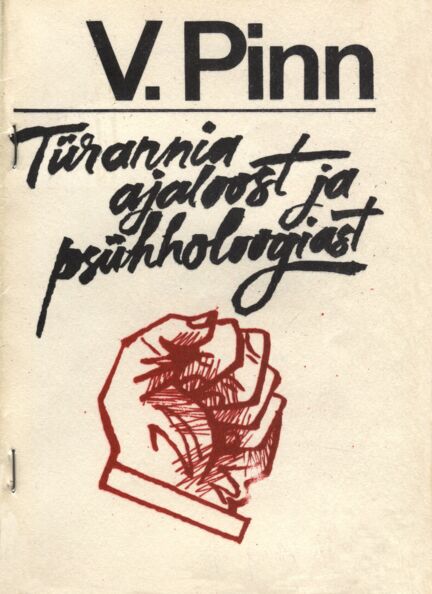 V. Pinn
Türannia
ajaloost ja
psühholoogiast